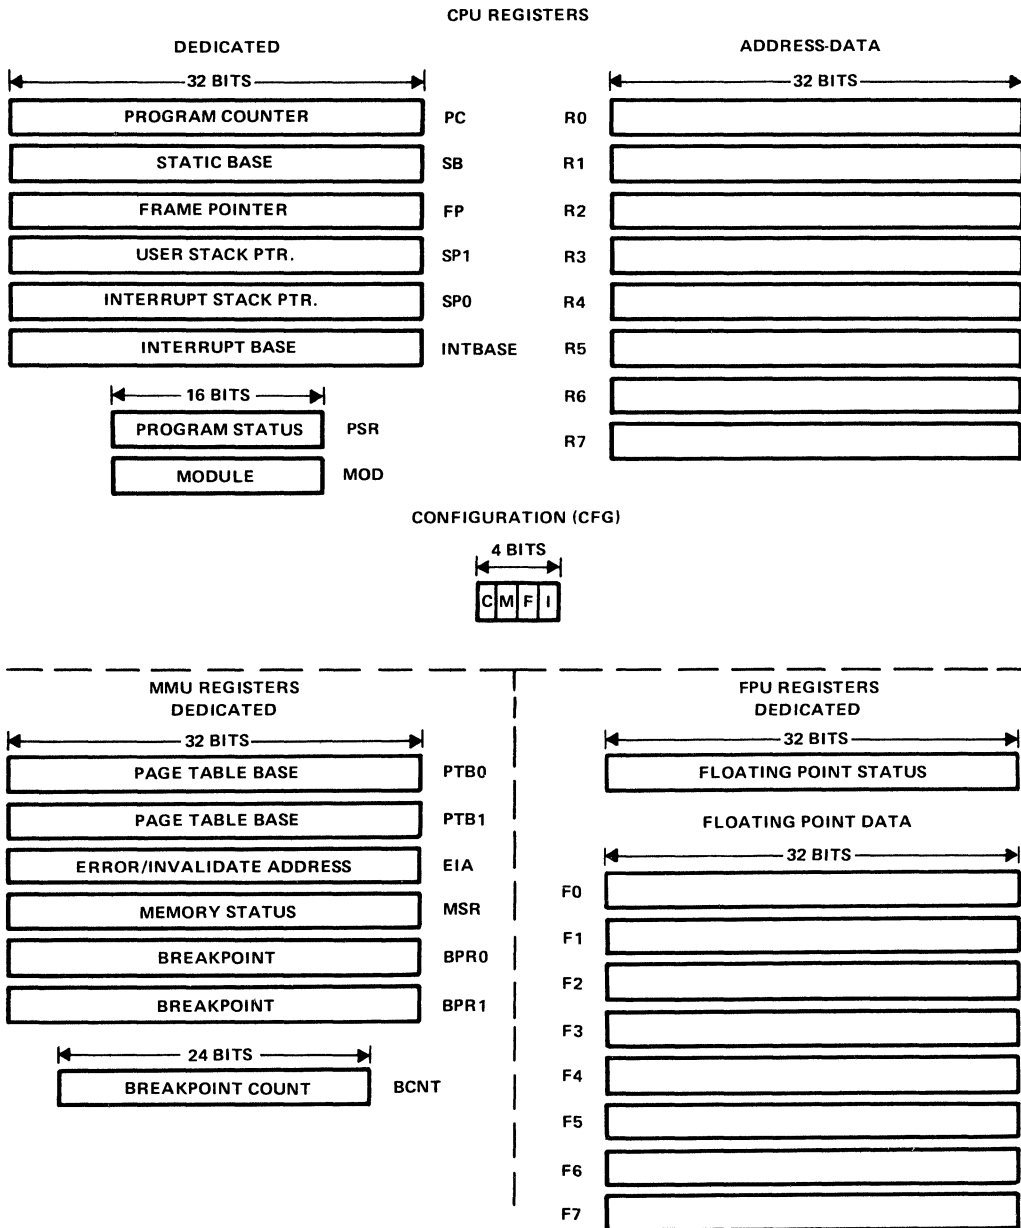 CPU REGISTERS
DEDICATED
32 BITS
PROGRAM COUNTER PC
STATIC BASE SB
FRAME POINTER FP
USER STACK PTR. SP1
INTERRUPT STACK PTR. SP0
INTERRUPT BASE INTBASE
16 BITS
PROGRAM STATUS PSR
MODULE MOD
ADDRESS-DATA
32 BITS
R0
R1
R2
R3
R4
R5
R6
R7
CONFIGURATION (CFG)
4 BITS
C M F I
MMU REGISTERS
DEDICATED
32 BITS
PAGE TABLE BASE PTB0
PAGE TABLE BASE PTB1
ERROR/INVALIDATE ADDRESS EIA
MEMORY STATUS MSR
BREAKPOINT BPR0
BREAKPOINT BPR1
24 BITS
BREAKPOINT COUNT BCNT
FPU REGISTERS
DEDICATED
32 BITS
FLOATING POINT STATUS
FLOATING POINT DATA
32 BITS
F0
F1
F2
F3
F4
F5
F6
F7